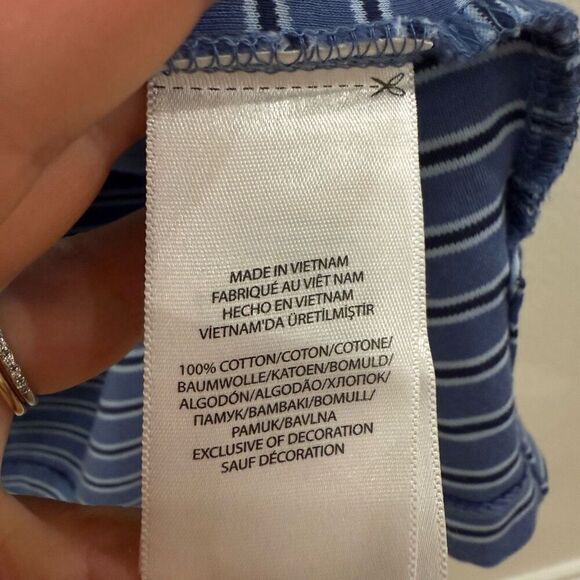 MADE IN VIETNAM
FABRIQUÉ AU VIÊT NAM
HECHO EN VIETNAM
VİETNAM'DA ÜRETİLMİŞTİR
100% COTTON/COTON/COTONE/
BAUMWOLLE/KATOEN/BOMULD/
ALGODÓN/ALGODÃO/ХЛОПОК/
ПАМУК/BAMBAKI/BOMULL/
PAMUK/BAVLNA
EXCLUSIVE OF DECORATION
SAUF DÉCORATION